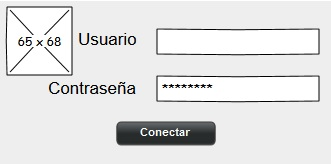 65 x 68
Usuario
Contraseña ********
Conectar